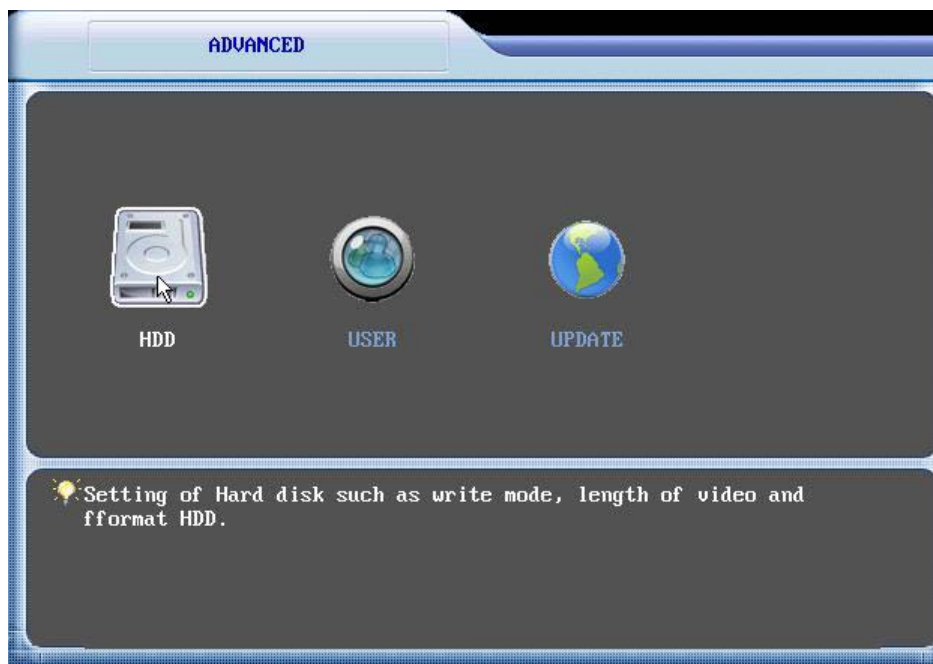 ADVANCED
HDD
USER
UPDATE
Setting of Hard disk such as write mode, length of video and
fformat HDD.